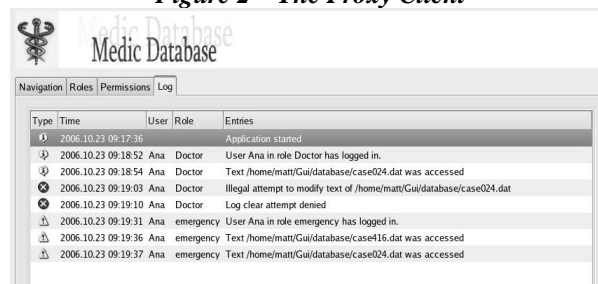 Figure 2 – The Proxy Client
Medic Database
Navigation Roles Permissions Log
Type Time User Role Entries
2006.10.23 09:17:36 Application started
2006.10.23 09:18:52 Ana Doctor User Ana in role Doctor has logged in.
2006.10.23 09:18:54 Ana Doctor Text /home/matt/Gui/database/case024.dat was accessed
2006.10.23 09:19:03 Ana Doctor Illegal attempt to modify text of /home/matt/Gui/database/case024.dat
2006.10.23 09:19:10 Ana Doctor Log clear attempt denied
2006.10.23 09:19:31 Ana emergency User Ana in role emergency has logged in.
2006.10.23 09:19:36 Ana emergency Text /home/matt/Gui/database/case416.dat was accessed
2006.10.23 09:19:37 Ana emergency Text /home/matt/Gui/database/case024.dat was accessed